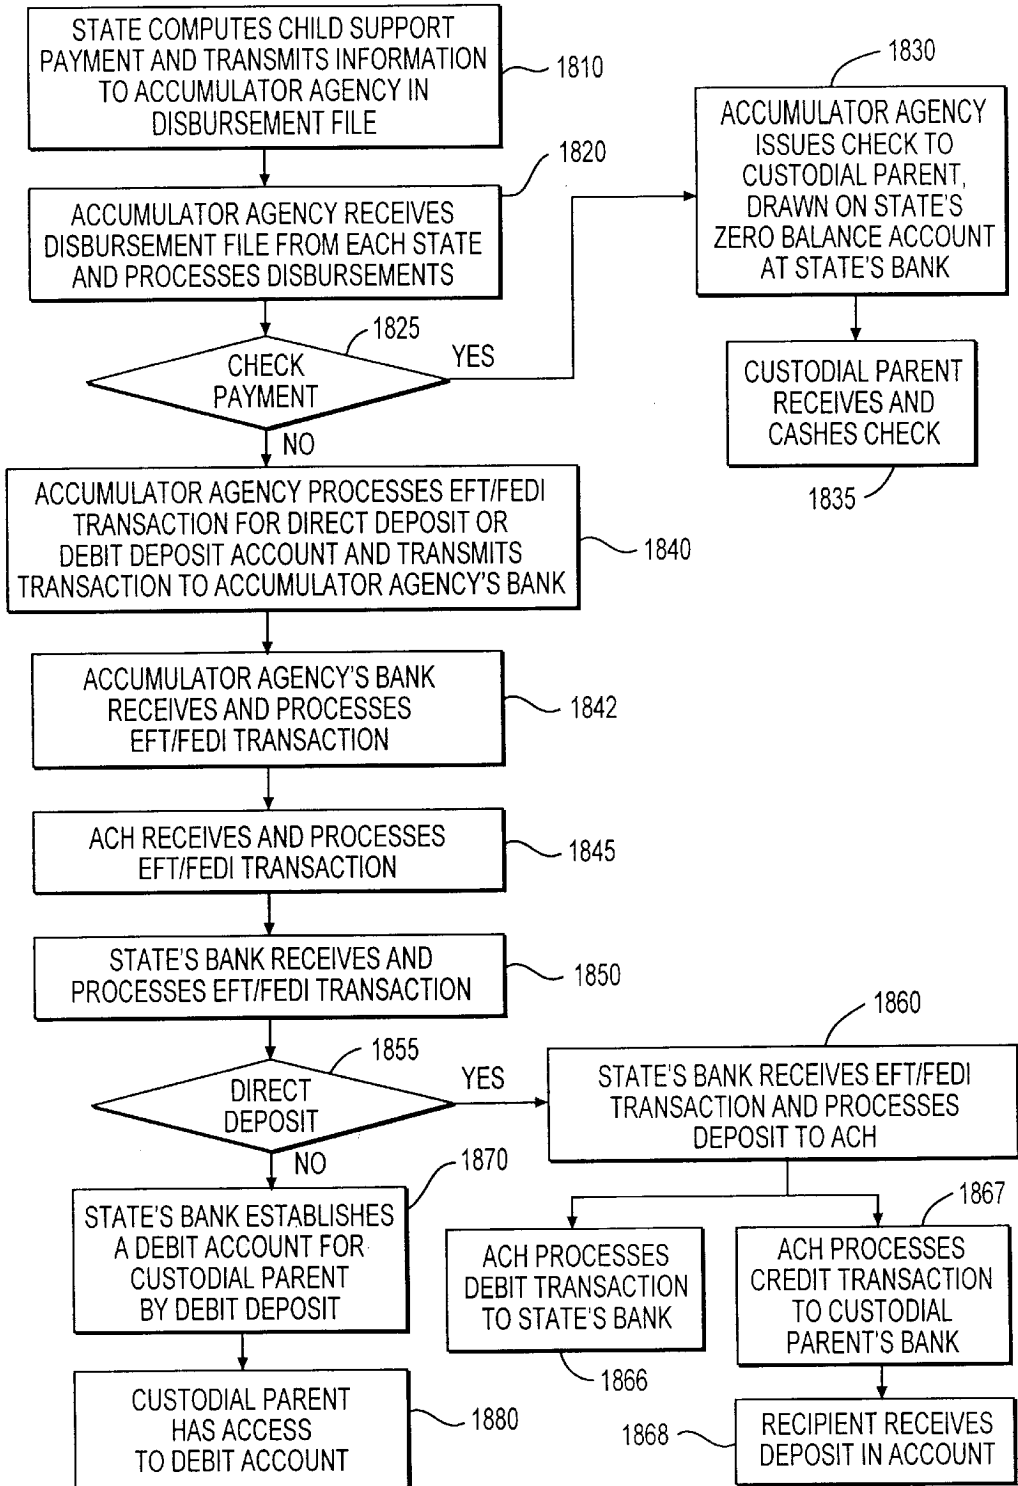 STATE COMPUTES CHILD SUPPORT
PAYMENT AND TRANSMITS INFORMATION
TO ACCUMULATOR AGENCY IN
DISBURSEMENT FILE
1810
ACCUMULATOR AGENCY RECEIVES
DISBURSEMENT FILE FROM EACH STATE
AND PROCESSES DISBURSEMENTS
1820
CHECK
PAYMENT
1825
YES
NO
ACCUMULATOR AGENCY
ISSUES CHECK TO
CUSTODIAL PARENT,
DRAWN ON STATE'S
ZERO BALANCE ACCOUNT
AT STATE'S BANK
1830
CUSTODIAL PARENT
RECEIVES AND
CASHES CHECK
1835
ACCUMULATOR AGENCY PROCESSES EFT/FEDI
TRANSACTION FOR DIRECT DEPOSIT OR
DEBIT DEPOSIT ACCOUNT AND TRANSMITS
TRANSACTION TO ACCUMULATOR AGENCY'S BANK
1840
ACCUMULATOR AGENCY'S BANK
RECEIVES AND PROCESSES
EFT/FEDI TRANSACTION
1842
ACH RECEIVES AND PROCESSES
EFT/FEDI TRANSACTION
1845
STATE'S BANK RECEIVES AND
PROCESSES EFT/FEDI TRANSACTION
1850
DIRECT
DEPOSIT
1855
YES
NO
STATE'S BANK RECEIVES EFT/FEDI
TRANSACTION AND PROCESSES
DEPOSIT TO ACH
1860
STATE'S BANK ESTABLISHES
A DEBIT ACCOUNT FOR
CUSTODIAL PARENT
BY DEBIT DEPOSIT
1870
ACH PROCESSES
DEBIT TRANSACTION
TO STATE'S BANK
1866
ACH PROCESSES
CREDIT TRANSACTION
TO CUSTODIAL
PARENT'S BANK
1867
CUSTODIAL PARENT
HAS ACCESS
TO DEBIT ACCOUNT
1880
RECIPIENT RECEIVES
DEPOSIT IN ACCOUNT
1868